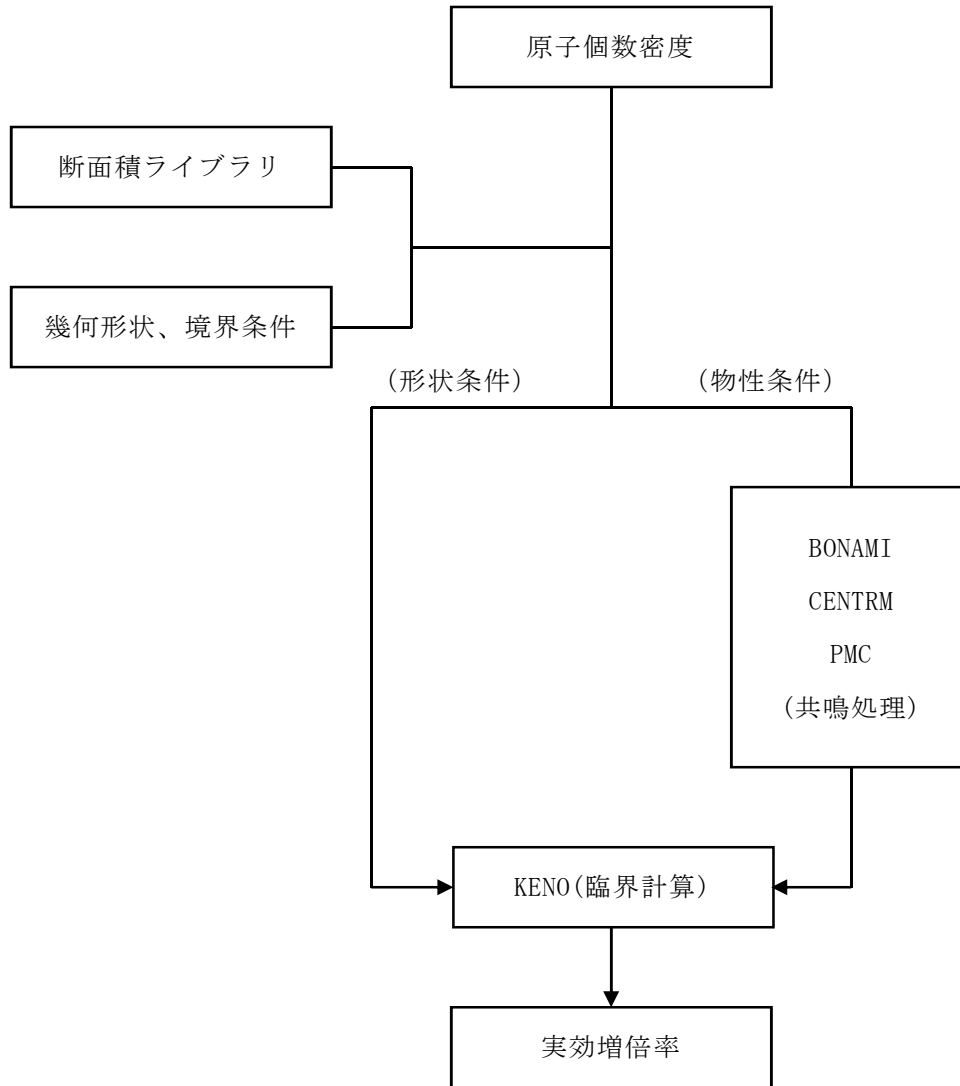 原子個数密度
断面積ライブラリ
幾何形状、境界条件
(形状条件)
(物性条件)
BONAMI
CENTRM
PMC
(共鳴処理)
KENO(臨界計算)
実効増倍率